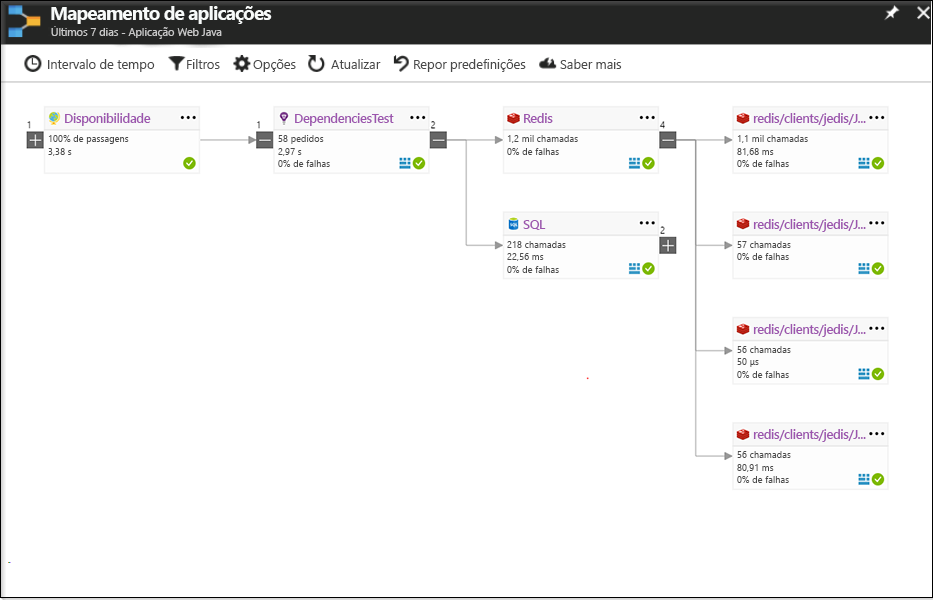 Mapeamento de aplicações
Últimos 7 dias - Aplicação Web Java
Intervalo de tempo Filtros Opções Atualizar Repor predefinições Saber mais
1
Disponibilidade •••
100% de passagens
3,38 s
1
DependenciesTest •••
58 pedidos
2,97 s
0% de falhas
2
Redis •••
1,2 mil chamadas
0% de falhas
4
SQL •••
218 chamadas
22,56 ms
0% de falhas
2
redis/clients/jedis/J... •••
1,1 mil chamadas
81,68 ms
0% de falhas
redis/clients/jedis/J... •••
57 chamadas
0% de falhas
redis/clients/jedis/J... •••
56 chamadas
50 µs
0% de falhas
redis/clients/jedis/J... •••
56 chamadas
80,91 ms
0% de falhas